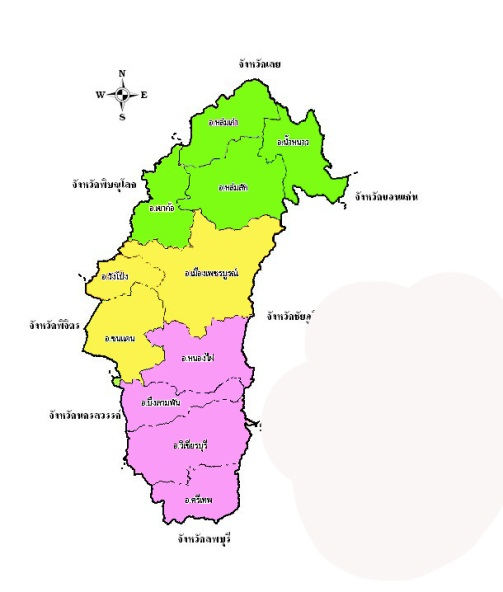 จังหวัดเลย
N
W E
S
อ.หล่มเก่า
อ.น้ำหนาว
จังหวัดพิษณุโลก
อ.หล่มสัก
จังหวัดขอนแก่น
อ.เขาค้อ
อ.วังโป่ง
อ.เมืองเพชรบูรณ์
จังหวัดชัยภู
จังหวัดพิจิตร
อ.ชนแดน
อ.หนองไผ่
อ.บึงสามพัน
จังหวัดนครสวรรค์
อ.วิเชียรบุรี
อ.ศรีเทพ
จังหวัดลพบุรี